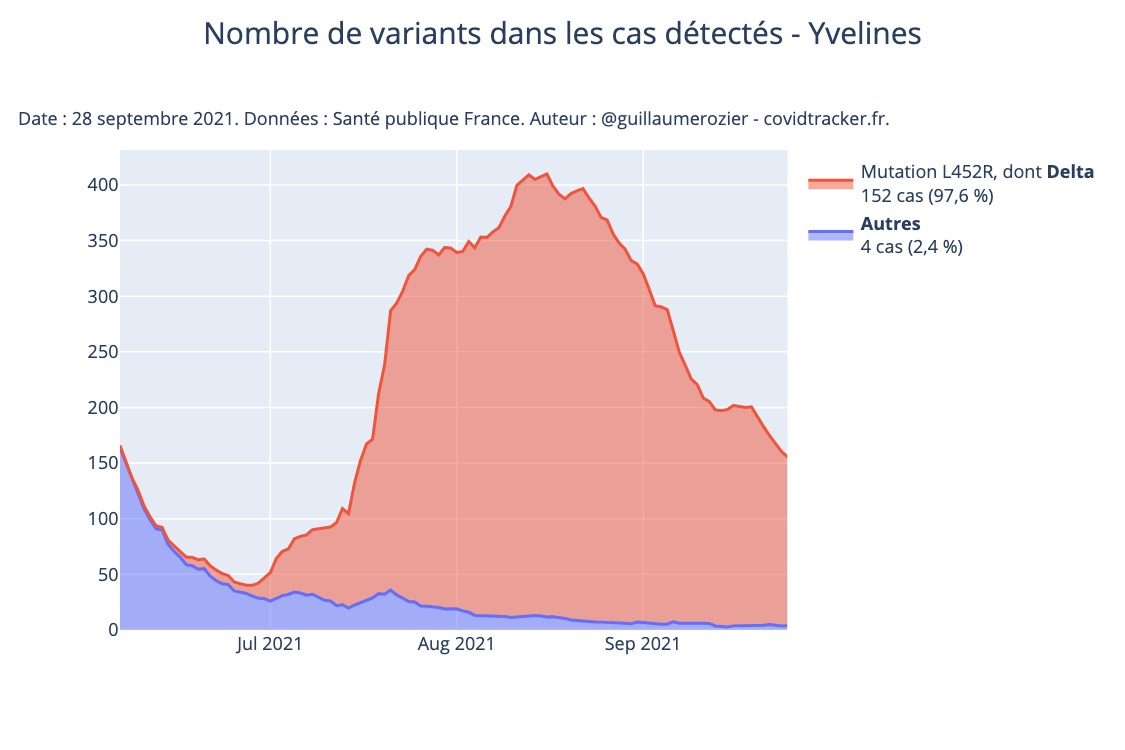 Nombre de variants dans les cas détectés - Yvelines
Date : 28 septembre 2021. Données : Santé publique France. Auteur : @guillaumerozier - covidtracker.fr.
Mutation L452R, dont Delta
152 cas (97,6 %)
Autres
4 cas (2,4 %)
400
350
300
250
200
150
100
50
0
Jul 2021
Aug 2021
Sep 2021